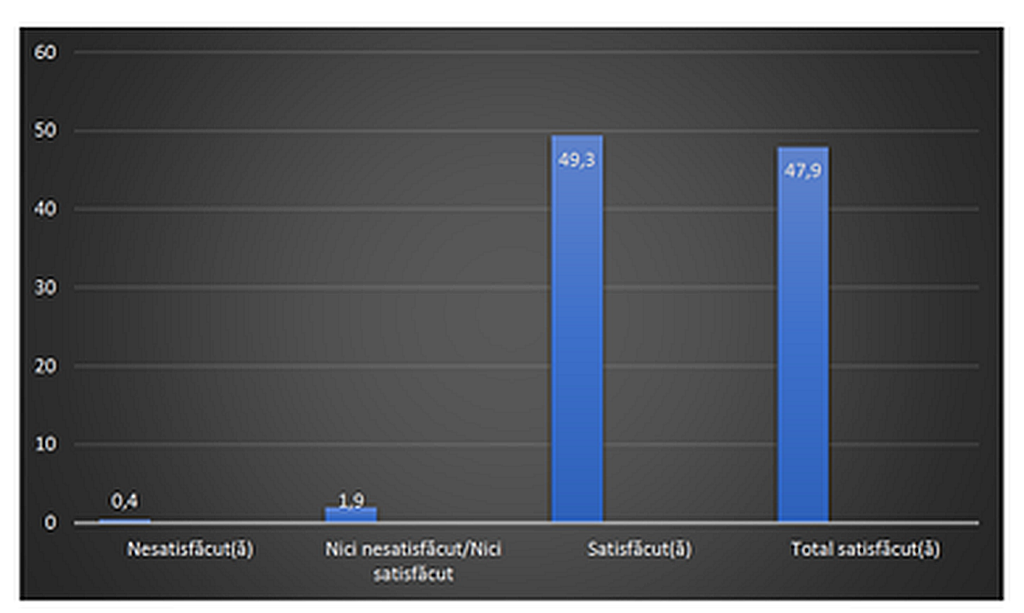 60
50
49,3
47,9
40
30
20
10
0,4
1,9
0
Nesatisfăcut(ă)
Nici nesatisfăcut/Nici
satisfăcut
Satisfăcut(ă)
Total satisfăcut(ă)